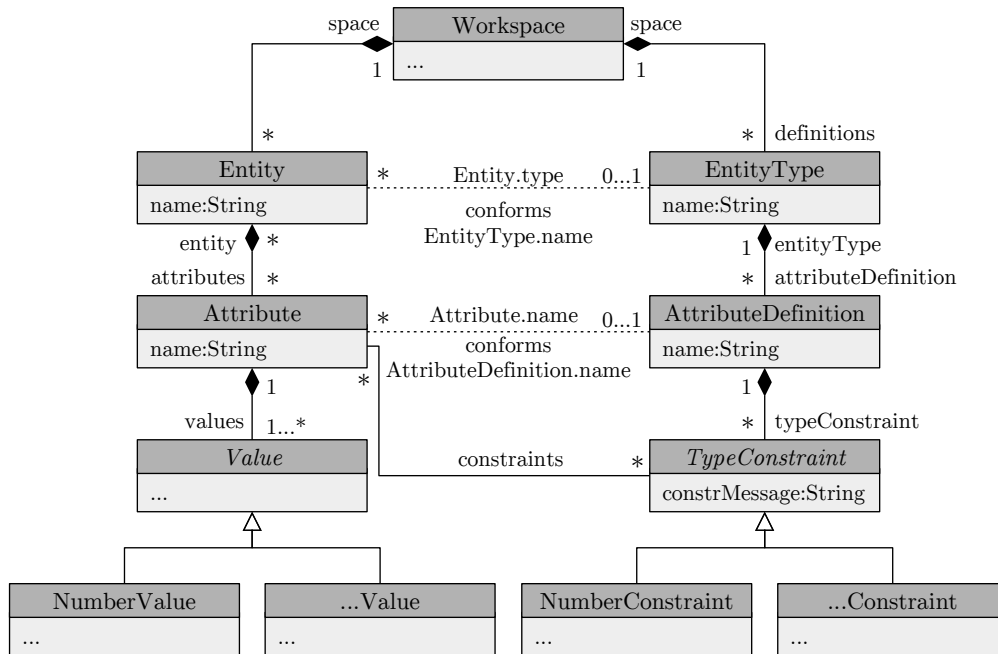 space
Workspace
space
...
1
1
*
*
definitions
Entity
EntityType
name:String
name:String
*
Entity.type
0...1
conforms
EntityType.name
entity
*
1
entityType
attributes
*
*
attributeDefinition
Attribute
AttributeDefinition
name:String
name:String
*
Attribute.name
0...1
conforms
AttributeDefinition.name
*
1
1
values
1...*
*
typeConstraint
Value
TypeConstraint
...
constrMessage:String
constraints
*
NumberValue
...Value
NumberConstraint
...Constraint
...
...
...
...